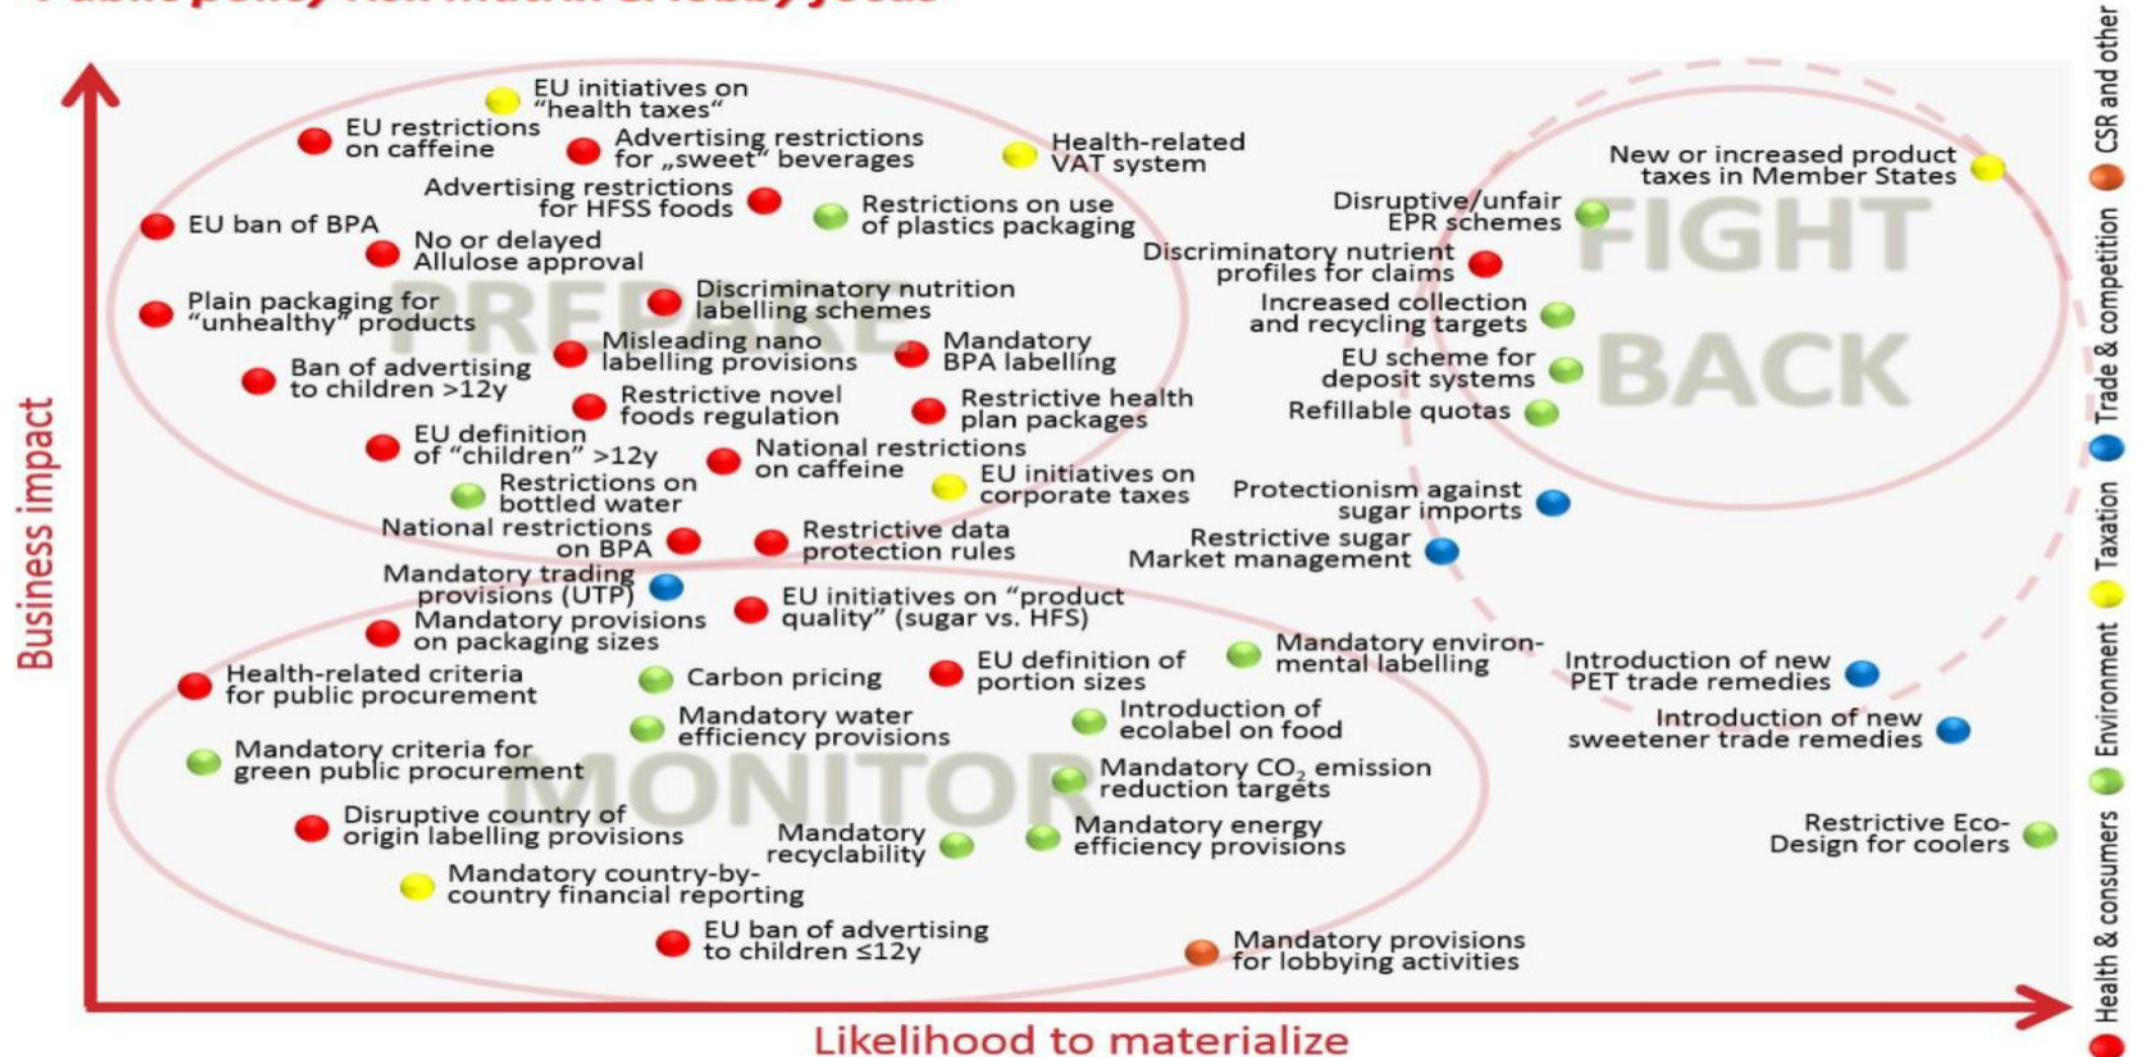 Public policy risk matrix & lobby focus
EU initiatives on
“health taxes“
EU restrictions
on caffeine
Advertising restrictions
for „sweet“ beverages
Health-related
VAT system
New or increased product
taxes in Member States
Advertising restrictions
for HFSS foods
Restrictions on use
of plastics packaging
Disruptive/unfair
EPR schemes
FIGHT
BACK
EU ban of BPA
No or delayed
Allulose approval
Discriminatory nutrient
profiles for claims
PREPARE
Plain packaging for
“unhealthy” products
Discriminatory nutrition
labelling schemes
Increased collection
and recycling targets
Misleading nano
labelling provisions
Mandatory
BPA labelling
EU scheme for
deposit systems
Ban of advertising
to children >12y
Restrictive novel
foods regulation
Restrictive health
plan packages
Refillable quotas
EU definition
of “children” >12y
National restrictions
on caffeine
EU initiatives on
corporate taxes
Restrictions on
bottled water
Protectionism against
sugar imports
National restrictions
on BPA
Restrictive data
protection rules
Restrictive sugar
Market management
Mandatory trading
provisions (UTP)
EU initiatives on “product
quality” (sugar vs. HFS)
Mandatory provisions
on packaging sizes
Mandatory environ-
mental labelling
Health-related criteria
for public procurement
Carbon pricing
EU definition of
portion sizes
Introduction of new
PET trade remedies
Mandatory water
efficiency provisions
Introduction of
ecolabel on food
Introduction of new
sweetener trade remedies
Mandatory criteria for
green public procurement
MONITOR
Mandatory CO₂ emission
reduction targets
Disruptive country of
origin labelling provisions
Mandatory
recyclability
Mandatory energy
efficiency provisions
Restrictive Eco-
Design for coolers
Mandatory country-by-
country financial reporting
EU ban of advertising
to children ≤12y
Mandatory provisions
for lobbying activities
Business impact
Likelihood to materialize
Health & consumers
Environment
Taxation
Trade & competition
CSR and other